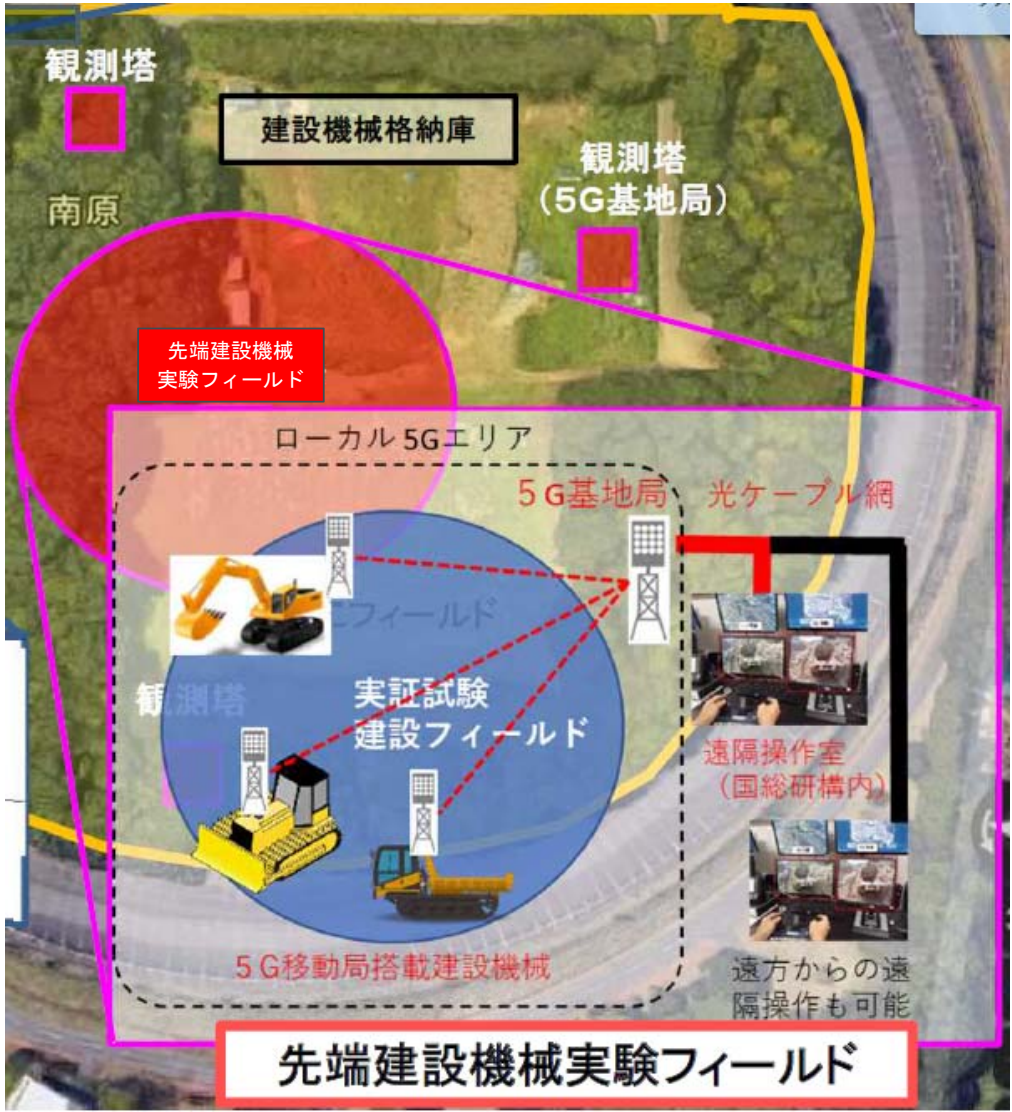 観測塔
建設機械格納庫
観測塔
（5G基地局）
南原
先端建設機械
実験フィールド
ローカル 5Gエリア
5G基地局
光ケーブル網
フィールド
実証試験
建設フィールド
観測塔
遠隔操作室
（国総研構内）
5G移動局搭載建設機械
遠方からの遠
隔操作も可能
先端建設機械実験フィールド